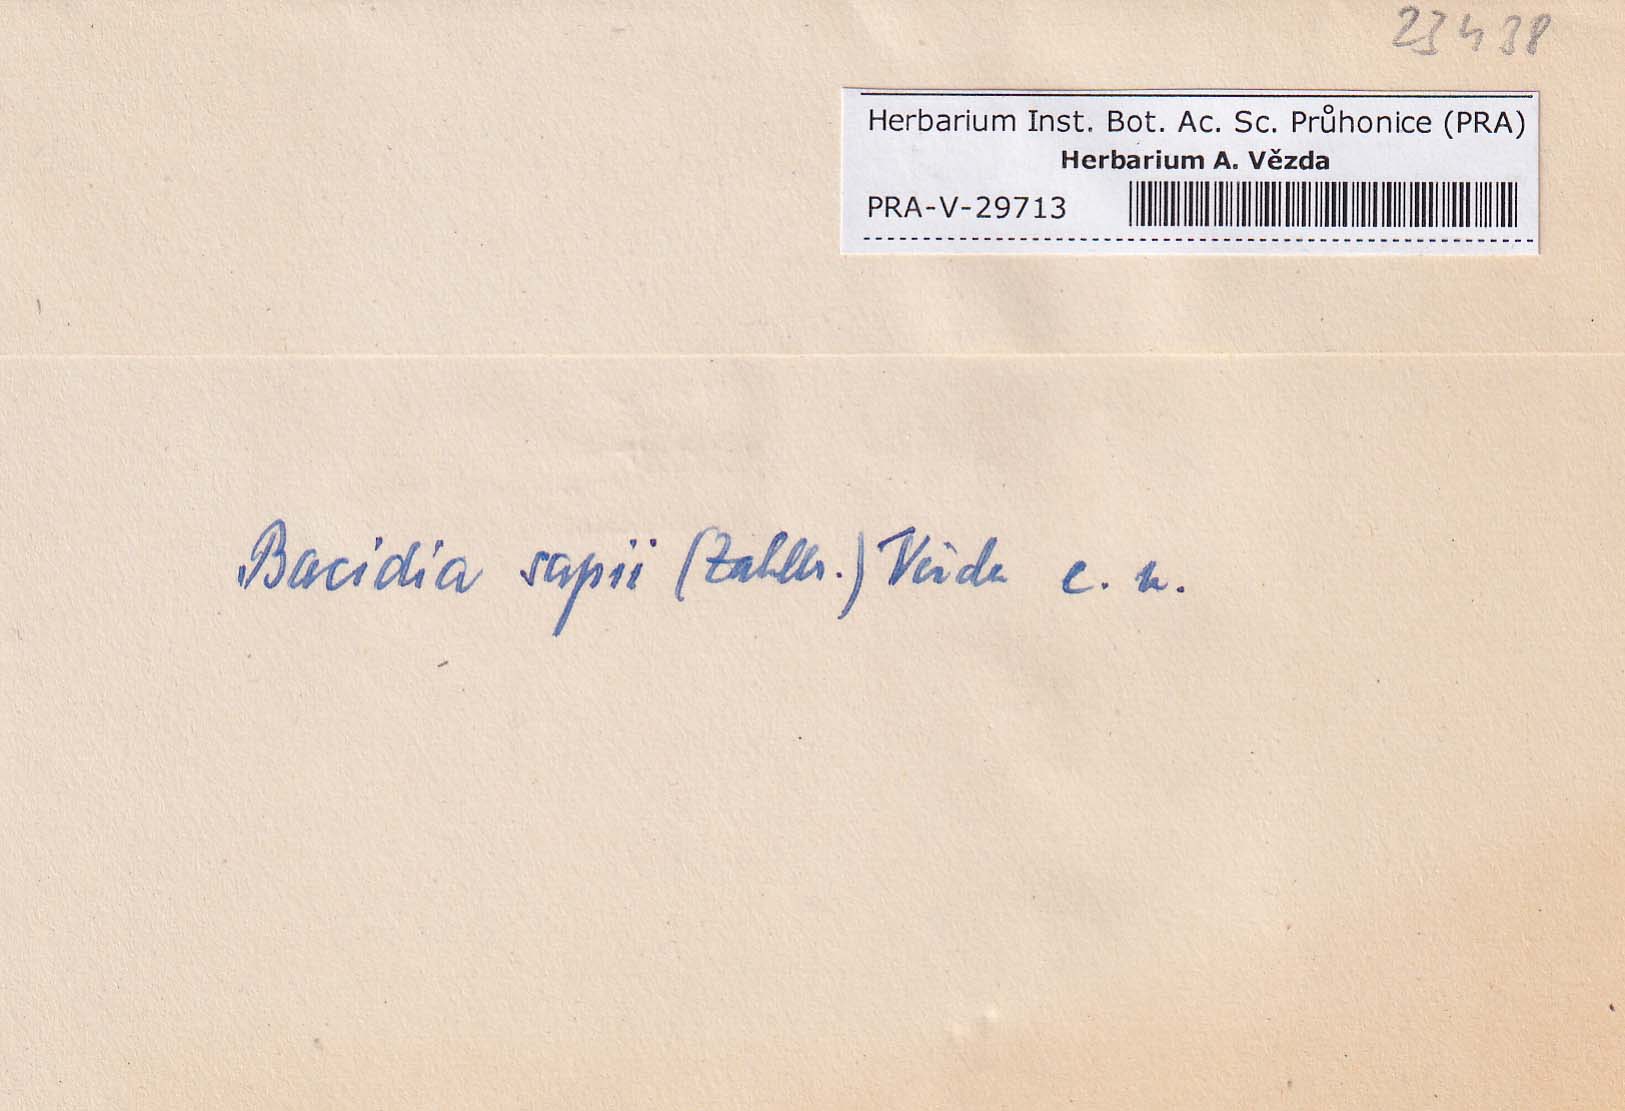 23438
Herbarium Inst. Bot. Ac. Sc. Průhonice (PRA)
Herbarium A. Vězda
PRA-V-29713
Bacidia sapii (Zahlbr.) Vězda c. n.